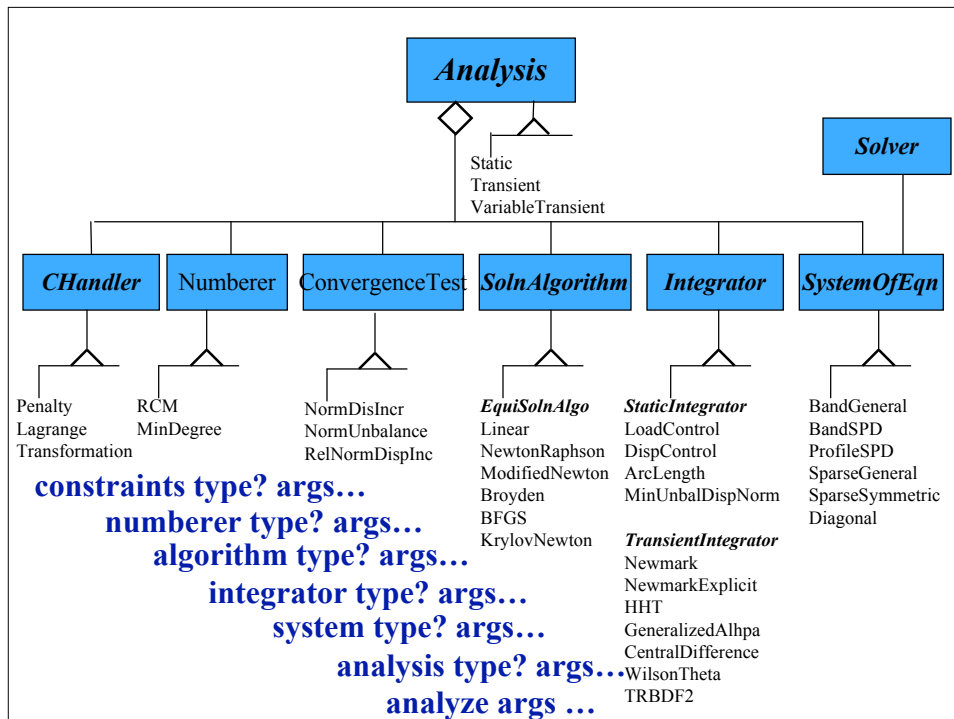 Analysis
Solver
Static
Transient
VariableTransient
CHandler
Numberer
ConvergenceTest
SolnAlgorithm
Integrator
SystemOfEqn
Penalty
Lagrange
Transformation
RCM
MinDegree
NormDisIncr
NormUnbalance
RelNormDispInc
EquiSolnAlgo
Linear
NewtonRaphson
ModifiedNewton
Broyden
BFGS
KrylovNewton
StaticIntegrator
LoadControl
DispControl
ArcLength
MinUnbalDispNorm
TransientIntegrator
Newmark
NewmarkExplicit
HHT
GeneralizedAlhpa
CentralDifference
WilsonTheta
TRBDF2
BandGeneral
BandSPD
ProfileSPD
SparseGeneral
SparseSymmetric
Diagonal
constraints type? args…
numberer type? args…
algorithm type? args…
integrator type? args…
system type? args…
analysis type? args…
analyze args …